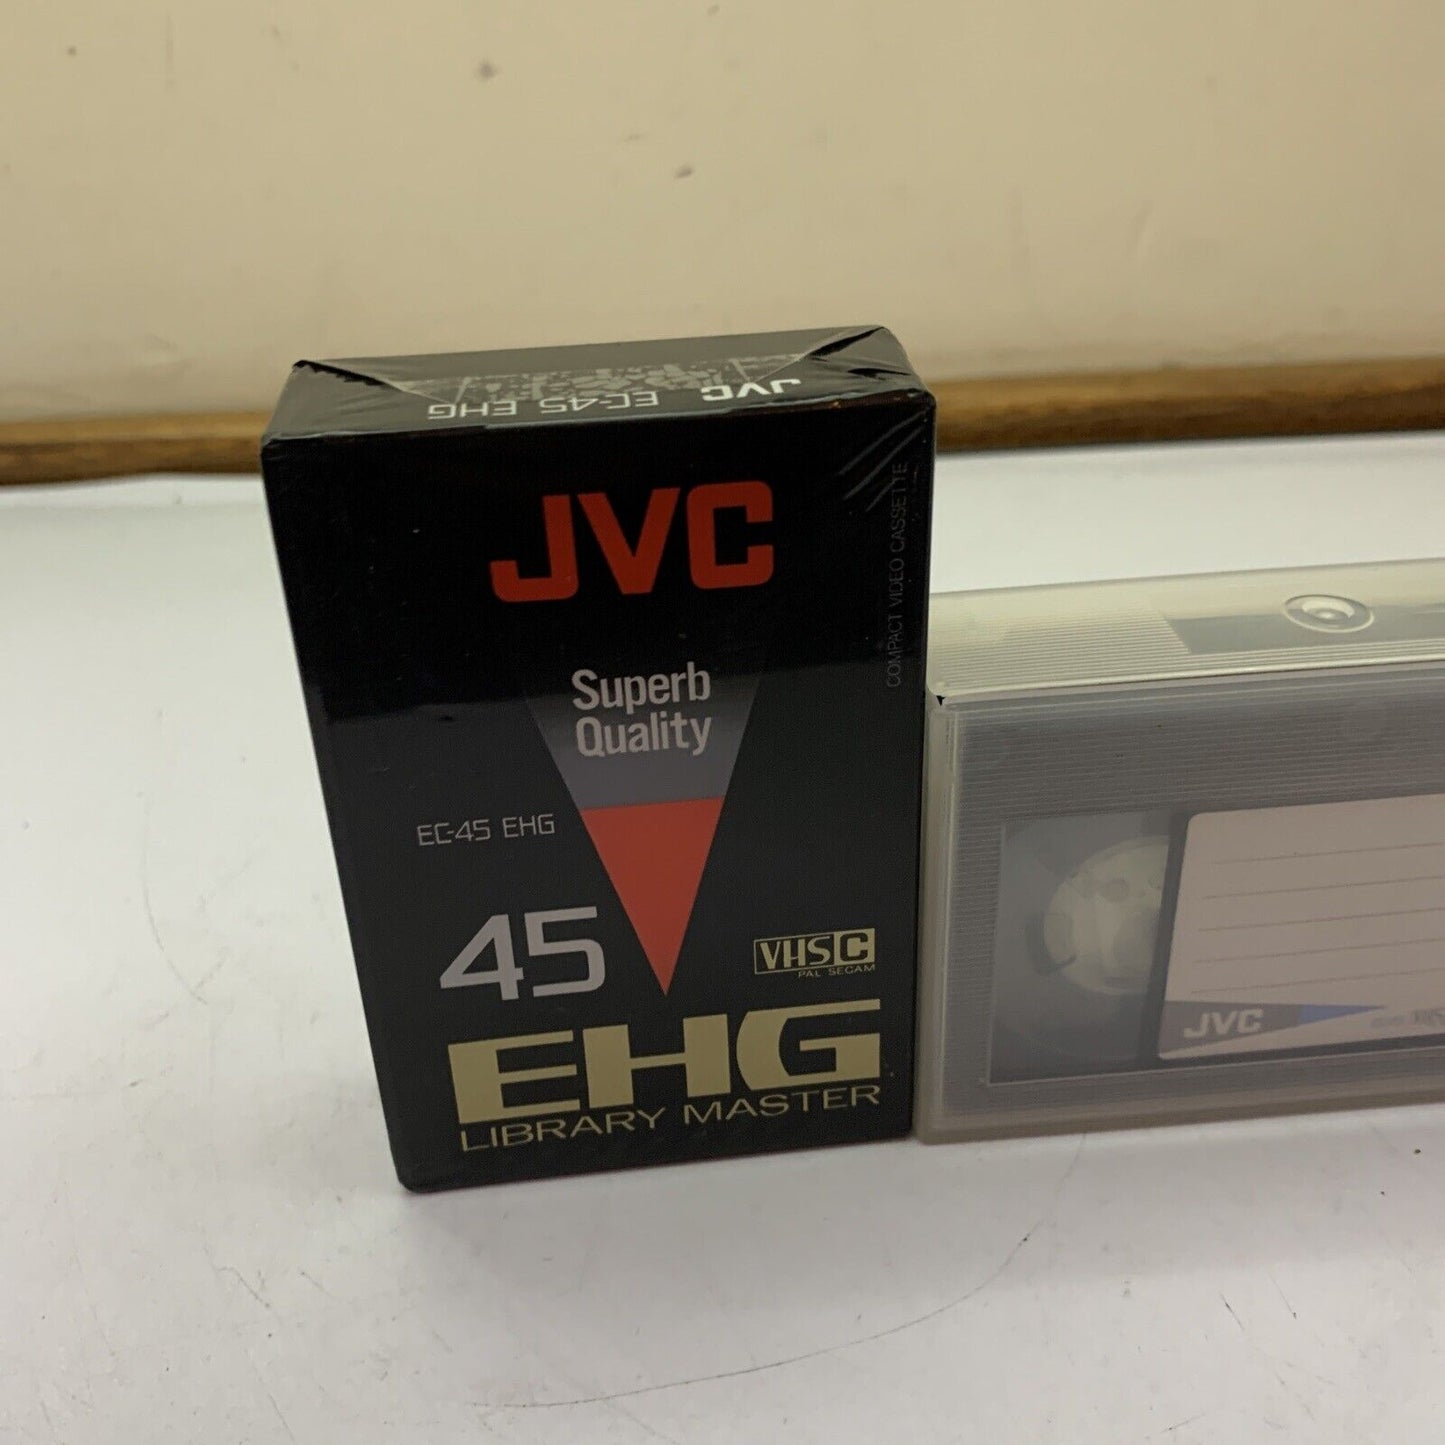 JVC EC-45 EHG
JVC
COMPACT VIDEO CASSETTE
Superb
Quality
EC-45 EHG
45
VHS C
PAL SECAM
EHG
LIBRARY MASTER
JVC